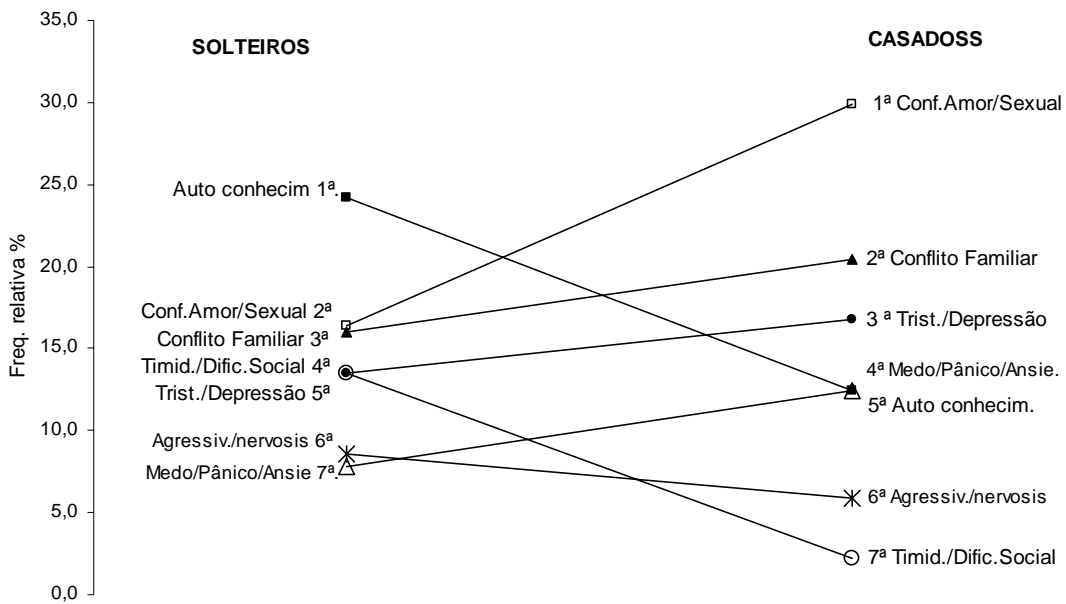 35,0
30,0
25,0
20,0
15,0
10,0
5,0
0,0
Freq. relativa %
SOLTEIROS
Auto conhecim 1ª.
Conf.Amor/Sexual 2ª
Conflito Familiar 3ª
Timid./Dific.Social 4ª
Trist./Depressão 5ª
Agressiv./nervosis 6ª
Medo/Pânico/Ansie 7ª.
CASADOSS
1ª Conf.Amor/Sexual
2ª Conflito Familiar
3 ª Trist./Depressão
4ª Medo/Pânico/Ansie.
5ª Auto conhecim.
6ª Agressiv./nervosis
7ª Timid./Dific.Social